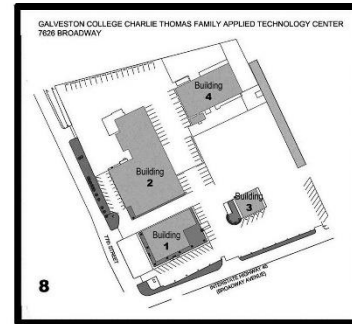 GALVESTON COLLEGE CHARLIE THOMAS FAMILY APPLIED TECHNOLOGY CENTER
7626 BROADWAY
Building
4
Building
2
Building
3
Building
1
77TH STREET
INTERSTATE HIGHWAY 45
(BROADWAY AVENUE)
8